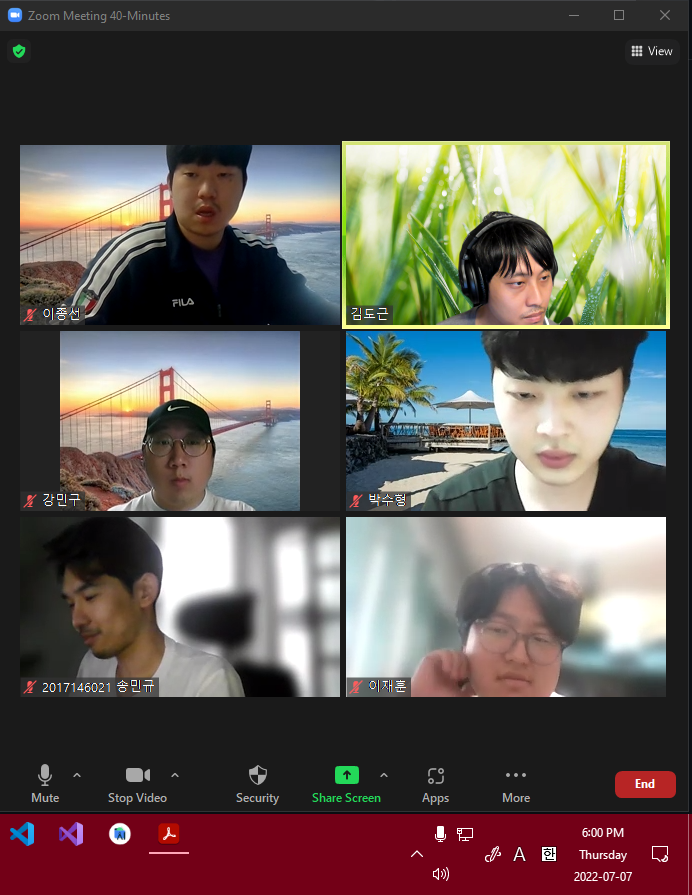 Zoom Meeting 40-Minutes
View
FILA
이종선
김도근
강민구
박수형
2017146021 송민규
이재훈
Mute
Stop Video
Security
Share Screen
Apps
More
End
A
한
6:00 PM
Thursday
2022-07-07